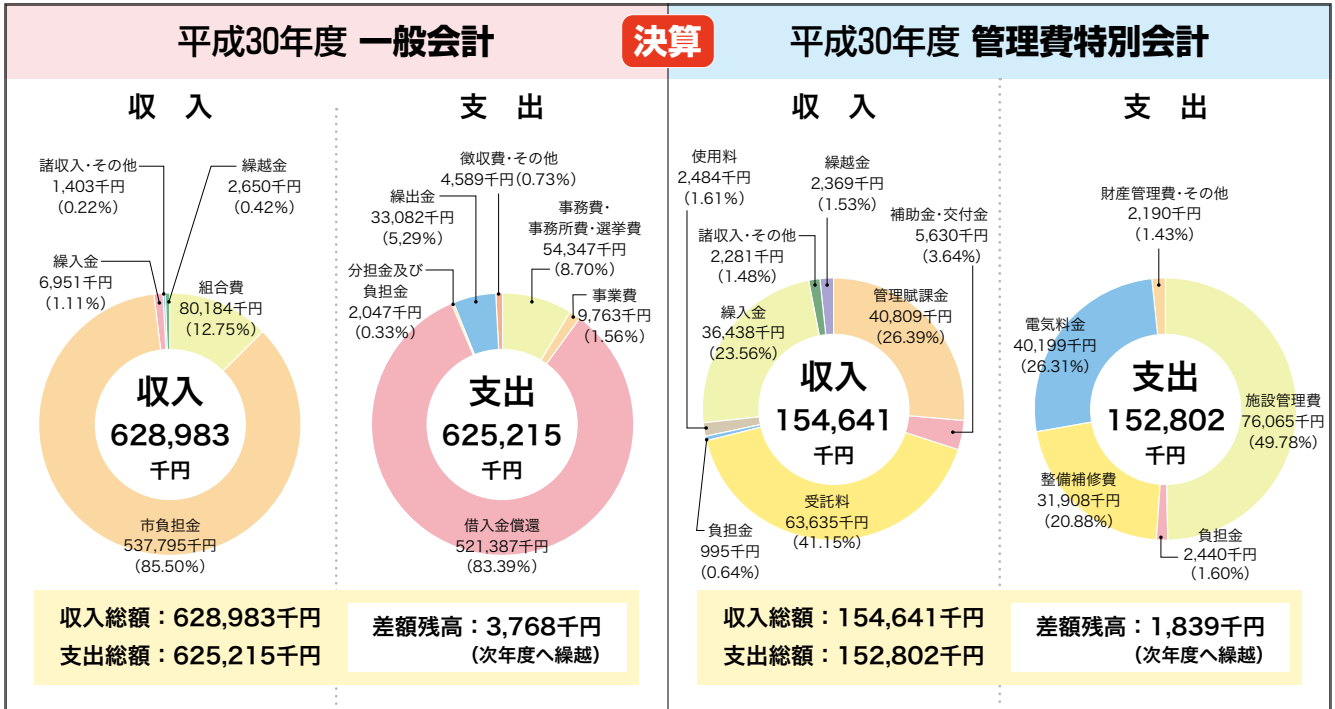 平成30年度 一般会計
決算
平成30年度 管理費特別会計
収 入
諸収入・その他
1,403千円
(0.22%)
繰越金
2,650千円
(0.42%)
繰入金
6,951千円
(1.11%)
組合費
80,184千円
(12.75%)
収入
628,983
千円
市負担金
537,795千円
(85.50%)
支 出
徴収費・その他
4,589千円(0.73%)
繰出金
33,082千円
(5,29%)
事務費・
事務所費・選挙費
54,347千円
(8.70%)
分担金及び
負担金
2,047千円
(0.33%)
事業費
9,763千円
(1.56%)
支出
625,215
千円
借入金償還
521,387千円
(83.39%)
収入総額：628,983千円
支出総額：625,215千円
差額残高：3,768千円
(次年度へ繰越)
収 入
使用料
2,484千円
(1.61%)
繰越金
2,369千円
(1.53%)
補助金・交付金
5,630千円
(3.64%)
諸収入・その他
2,281千円
(1.48%)
繰入金
36,438千円
(23.56%)
管理賦課金
40,809千円
(26.39%)
収入
154,641
千円
負担金
995千円
(0.64%)
受託料
63,635千円
(41.15%)
支 出
財産管理費・その他
2,190千円
(1.43%)
電気料金
40,199千円
(26.31%)
支出
152,802
千円
施設管理費
76,065千円
(49.78%)
整備補修費
31,908千円
(20.88%)
負担金
2,440千円
(1.60%)
収入総額：154,641千円
支出総額：152,802千円
差額残高：1,839千円
(次年度へ繰越)